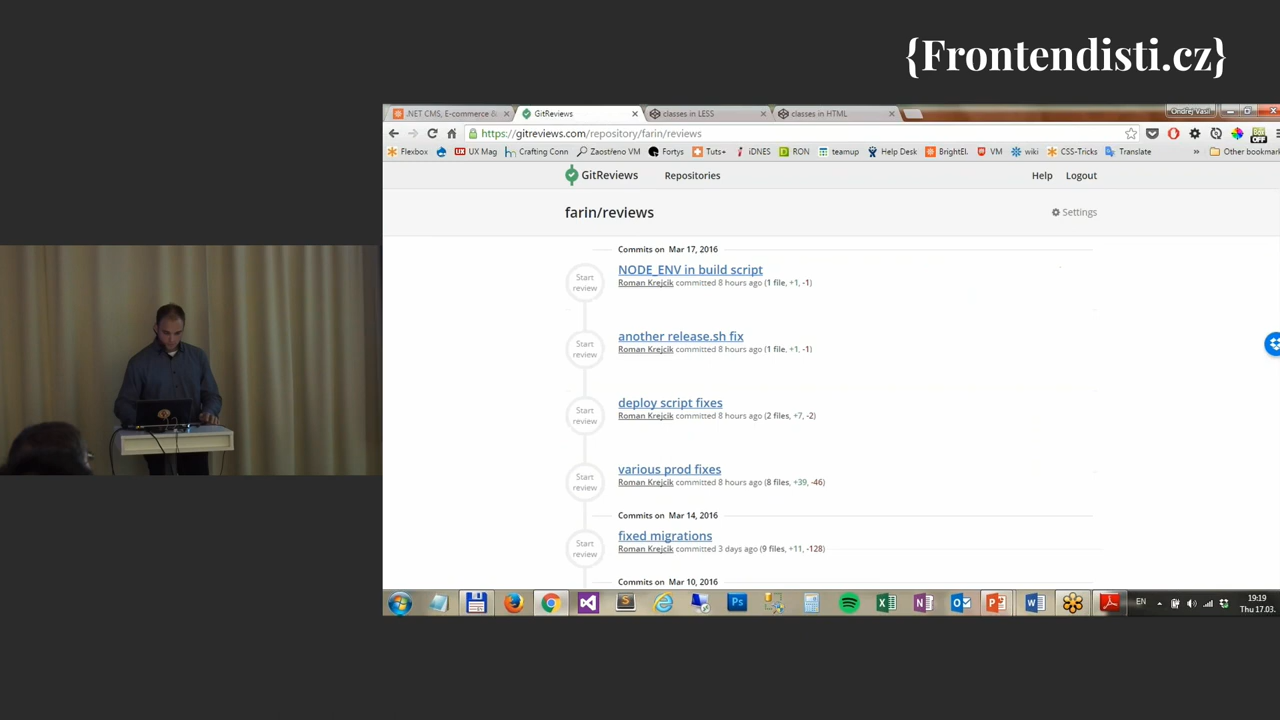 {Frontendisti.cz}
.NET CMS, E-commerce &
GitReviews
classes in LESS
classes in HTML
Ondřej Vasil
https://gitreviews.com/repository/farin/reviews
Flexbox
UX Mag
Crafting Conn
Zaostřeno VM
Fortys
Tuts+
iDNES
RON
teamup
Help Desk
BrightEl.
VM
wiki
CSS-Tricks
Translate
»
Other bookmar
GitReviews
Repositories
Help
Logout
farin/reviews
Settings
Commits on Mar 17, 2016
Start
review
NODE_ENV in build script
Roman Krejcik committed 8 hours ago (1 file, +1, -1)
Start
review
another release.sh fix
Roman Krejcik committed 8 hours ago (1 file, +1, -1)
Start
review
deploy script fixes
Roman Krejcik committed 8 hours ago (2 files, +7, -2)
Start
review
various prod fixes
Roman Krejcik committed 8 hours ago (8 files, +39, -46)
Commits on Mar 14, 2016
Start
review
fixed migrations
Roman Krejcik committed 3 days ago (9 files, +11, -128)
Commits on Mar 10, 2016
EN
19:19
Thu 17.03.